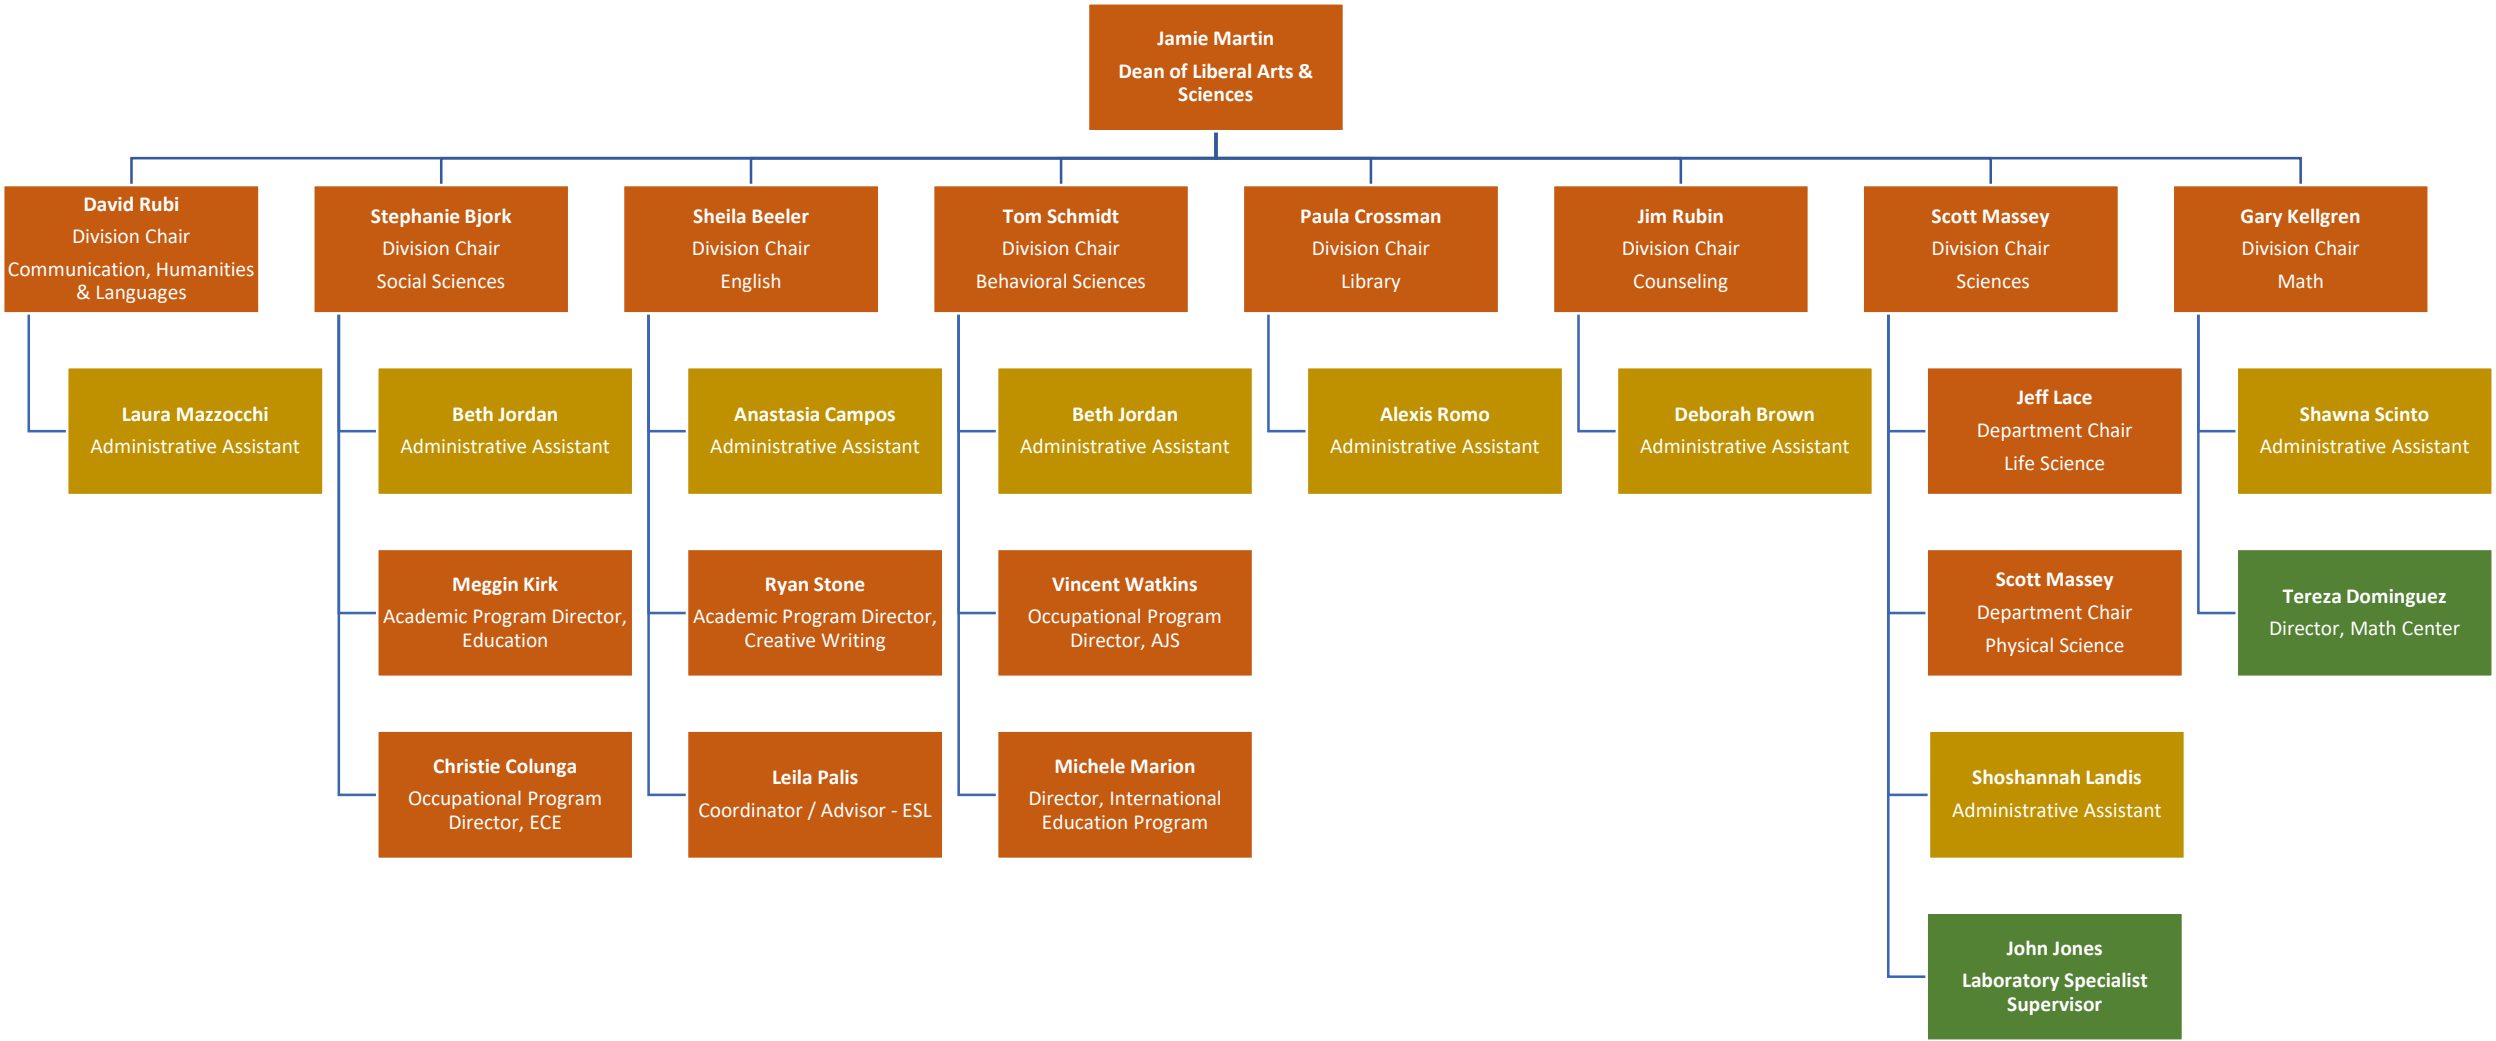 Jamie Martin
Dean of Liberal Arts &
Sciences
David Rubi
Division Chair
Communication, Humanities
& Languages
Stephanie Bjork
Division Chair
Social Sciences
Sheila Beeler
Division Chair
English
Tom Schmidt
Division Chair
Behavioral Sciences
Paula Crossman
Division Chair
Library
Jim Rubin
Division Chair
Counseling
Scott Massey
Division Chair
Sciences
Gary Kellgren
Division Chair
Math
Laura Mazzocchi
Administrative Assistant
Beth Jordan
Administrative Assistant
Anastasia Campos
Administrative Assistant
Beth Jordan
Administrative Assistant
Alexis Romo
Administrative Assistant
Deborah Brown
Administrative Assistant
Jeff Lace
Department Chair
Life Science
Shawna Scinto
Administrative Assistant
Meggin Kirk
Academic Program Director,
Education
Ryan Stone
Academic Program Director,
Creative Writing
Vincent Watkins
Occupational Program
Director, AJS
Scott Massey
Department Chair
Physical Science
Tereza Dominguez
Director, Math Center
Christie Colunga
Occupational Program
Director, ECE
Leila Palis
Coordinator / Advisor - ESL
Michele Marion
Director, International
Education Program
Shoshannah Landis
Administrative Assistant
John Jones
Laboratory Specialist
Supervisor